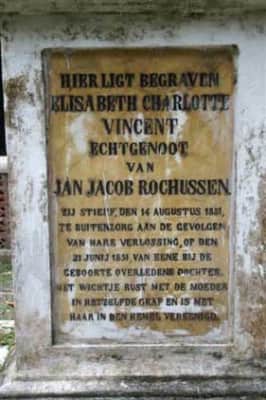 HIER LIGT BEGRAVEN
ELISABETH CHARLOTTE
VINCENT
ECHTGENOOT
VAN
JAN JACOB ROCHUSSEN.
ZIJ STIERF, DEN 14 AUGUSTUS 1851,
TE BUITENZORG AAN DE GEVOLGEN
VAN HARE VERLOSSING, OP DEN
21 JUNIJ 1851, VAN EENE BIJ DE
GEBOORTE OVERLEDENE DOCHTER.
HET WICHTJE RUST MET DE MOEDER
IN HETZELFDE GRAF EN IS MET
HAAR IN DEN HEMEL VEREENIGD.